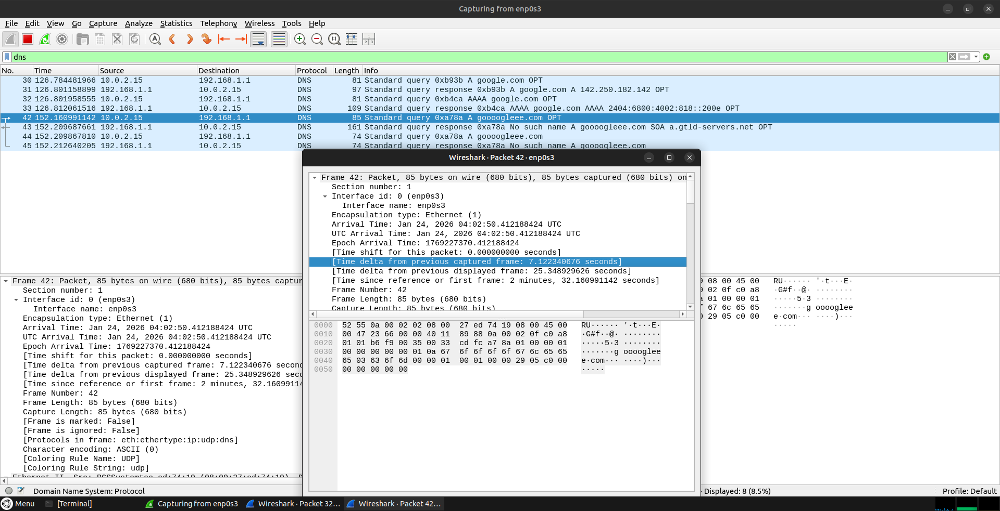 Capturing from enp0s3
File Edit View Go Capture Analyze Statistics Telephony Wireless Tools Help
dns
No. Time Source Destination Protocol Length Info
30 126.784481966 10.0.2.15 192.168.1.1 DNS 81 Standard query 0xb93b A google.com OPT
31 126.801158899 192.168.1.1 10.0.2.15 DNS 97 Standard query response 0xb93b A google.com A 142.250.182.142 OPT
32 126.801958555 10.0.2.15 192.168.1.1 DNS 81 Standard query 0xb4ca AAAA google.com OPT
33 126.812061516 192.168.1.1 10.0.2.15 DNS 109 Standard query response 0xb4ca AAAA google.com AAAA 2404:6800:4002:818::200e OPT
42 152.160991142 10.0.2.15 192.168.1.1 DNS 85 Standard query 0xa78a A goooogleee.com OPT
43 152.209687661 192.168.1.1 10.0.2.15 DNS 161 Standard query response 0xa78a No such name A goooogleee.com SOA a.gtld-servers.net OPT
44 152.209867810 10.0.2.15 192.168.1.1 DNS 74 Standard query 0xa78a A goooogleee.com
45 152.212640205 192.168.1.1 10.0.2.15 DNS 74 Standard query response 0xa78a No such name A goooogleee.com
Wireshark · Packet 42 · enp0s3
Frame 42: Packet, 85 bytes on wire (680 bits), 85 bytes captured (680 bits) on
Section number: 1
Interface id: 0 (enp0s3)
Interface name: enp0s3
Encapsulation type: Ethernet (1)
Arrival Time: Jan 24, 2026 04:02:50.412188424 UTC
UTC Arrival Time: Jan 24, 2026 04:02:50.412188424 UTC
Epoch Arrival Time: 1769227370.412188424
[Time shift for this packet: 0.000000000 seconds]
[Time delta from previous captured frame: 7.122340676 seconds]
[Time delta from previous displayed frame: 25.348929626 seconds]
[Time since reference or first frame: 2 minutes, 32.160991142 seconds]
Frame Number: 42
Frame Length: 85 bytes (680 bits)
Capture Length: 85 bytes (680 bits)
0000 52 55 0a 00 02 02 08 00 27 ed 74 19 08 00 45 00 RU······ '·t···E·
0010 00 47 23 66 00 00 40 11 89 88 0a 00 02 0f c0 a8 ·G#f··@· ········
0020 01 01 b6 f9 00 35 00 33 cd fc a7 8a 01 00 00 01 ·····5·3 ········
0030 00 00 00 00 00 01 0a 67 6f 6f 6f 6f 67 6c 65 65 ·······g ooooglee
0040 65 03 63 6f 6d 00 00 01 00 01 00 00 29 05 c0 00 e·com··· ····)···
0050 00 00 00 00 00 ·····
Frame 42: Packet, 85 bytes on wire (680 bits), 85 bytes captur
Section number: 1
Interface id: 0 (enp0s3)
Interface name: enp0s3
Encapsulation type: Ethernet (1)
Arrival Time: Jan 24, 2026 04:02:50.412188424 UTC
UTC Arrival Time: Jan 24, 2026 04:02:50.412188424 UTC
Epoch Arrival Time: 1769227370.412188424
[Time shift for this packet: 0.000000000 seconds]
[Time delta from previous captured frame: 7.122340676 secon
[Time delta from previous displayed frame: 25.348929626 sec
[Time since reference or first frame: 2 minutes, 32.1609911
Frame Number: 42
Frame Length: 85 bytes (680 bits)
Capture Length: 85 bytes (680 bits)
[Frame is marked: False]
[Frame is ignored: False]
[Protocols in frame: eth:ethertype:ip:udp:dns]
Character encoding: ASCII (0)
[Coloring Rule Name: UDP]
[Coloring Rule String: udp]
Ethernet II, Src: PCSSystemtec_ed:74:19 (08:00:27:ed:74:19), D
08 00 45 00 RU······ '·t···E·
02 0f c0 a8 ·G#f··@· ········
01 00 00 01 ·····5·3 ········
67 6c 65 65 ·······g ooooglee
29 05 c0 00 e·com··· ····)···
·····
Domain Name System: Protocol
Displayed: 8 (8.5%)
Profile: Default
Menu [Terminal] Capturing from enp0s3 Wireshark · Packet 32... Wireshark · Packet 42...